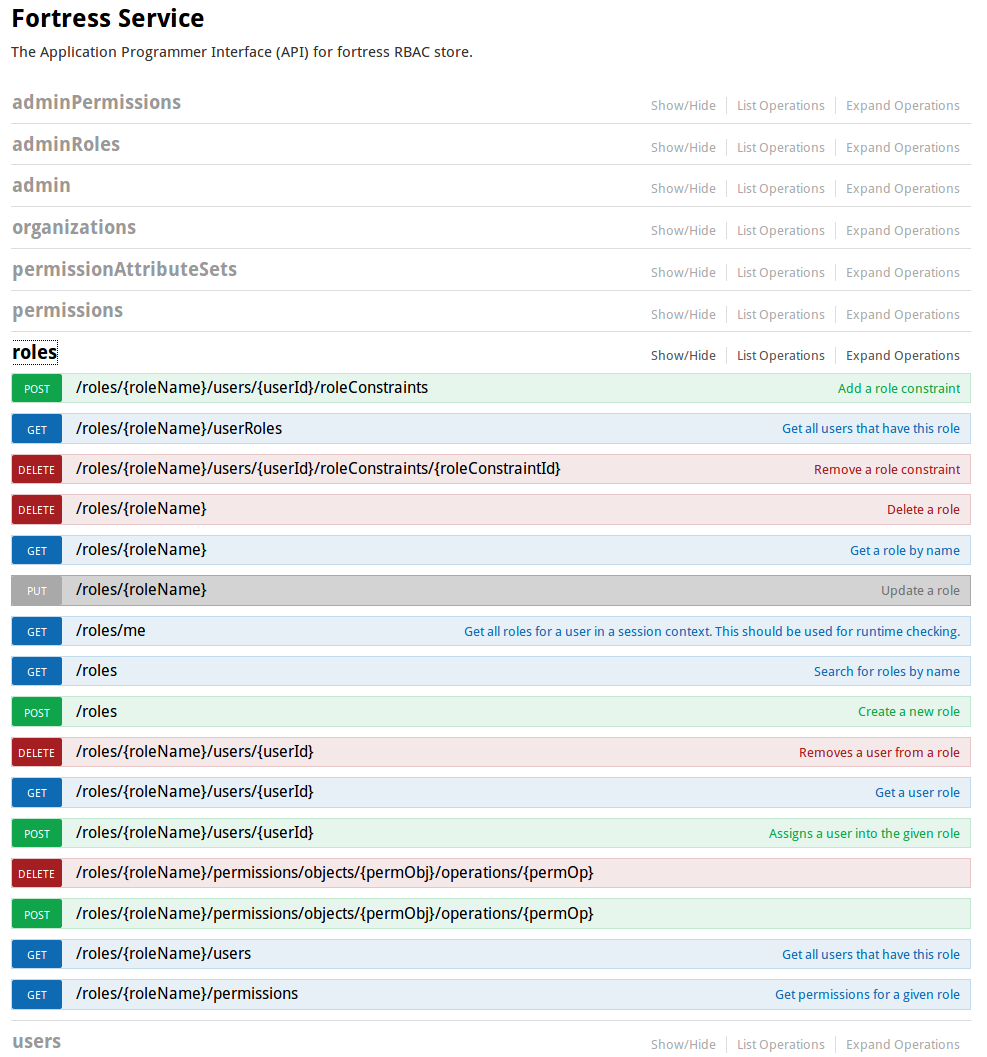 Fortress Service
The Application Programmer Interface (API) for fortress RBAC store.
adminPermissions Show/Hide List Operations Expand Operations
adminRoles Show/Hide List Operations Expand Operations
admin Show/Hide List Operations Expand Operations
organizations Show/Hide List Operations Expand Operations
permissionAttributeSets Show/Hide List Operations Expand Operations
permissions Show/Hide List Operations Expand Operations
roles Show/Hide List Operations Expand Operations
POST /roles/{roleName}/users/{userId}/roleConstraints Add a role constraint
GET /roles/{roleName}/userRoles Get all users that have this role
DELETE /roles/{roleName}/users/{userId}/roleConstraints/{roleConstraintId} Remove a role constraint
DELETE /roles/{roleName} Delete a role
GET /roles/{roleName} Get a role by name
PUT /roles/{roleName} Update a role
GET /roles/me Get all roles for a user in a session context. This should be used for runtime checking.
GET /roles Search for roles by name
POST /roles Create a new role
DELETE /roles/{roleName}/users/{userId} Removes a user from a role
GET /roles/{roleName}/users/{userId} Get a user role
POST /roles/{roleName}/users/{userId} Assigns a user into the given role
DELETE /roles/{roleName}/permissions/objects/{permObj}/operations/{permOp}
POST /roles/{roleName}/permissions/objects/{permObj}/operations/{permOp}
GET /roles/{roleName}/users Get all users that have this role
GET /roles/{roleName}/permissions Get permissions for a given role
users Show/Hide List Operations Expand Operations